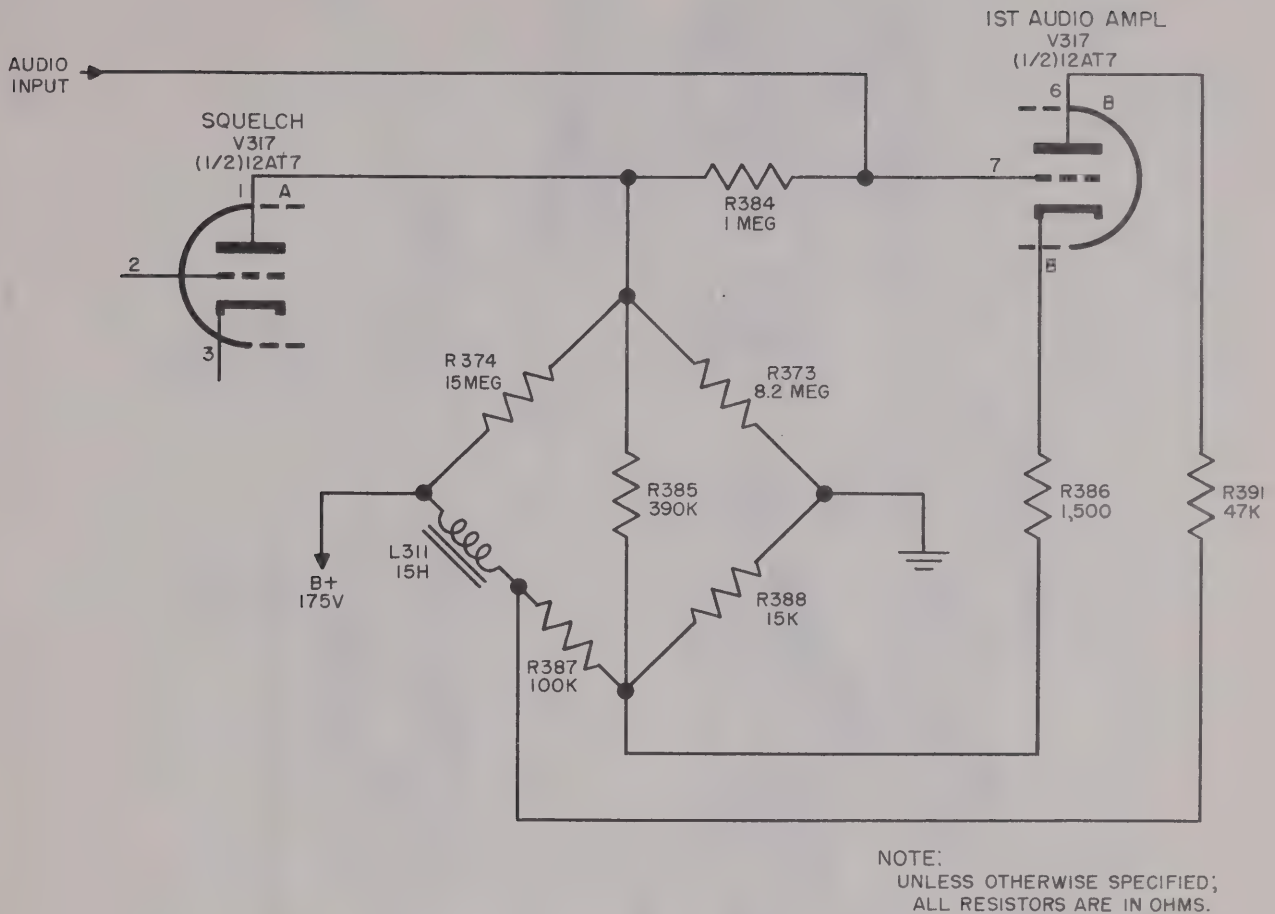 1ST AUDIO AMPL
V317
(1/2)12AT7
AUDIO
INPUT
6
B
SQUELCH
V317
(1/2)12AT7
1
A
7
R384
1 MEG
2
B
3
R374
15MEG
R373
8.2 MEG
R385
390K
R386
1,500
R391
47K
L311
15H
B+
175V
R388
15K
R387
100K
NOTE:
UNLESS OTHERWISE SPECIFIED;
ALL RESISTORS ARE IN OHMS.